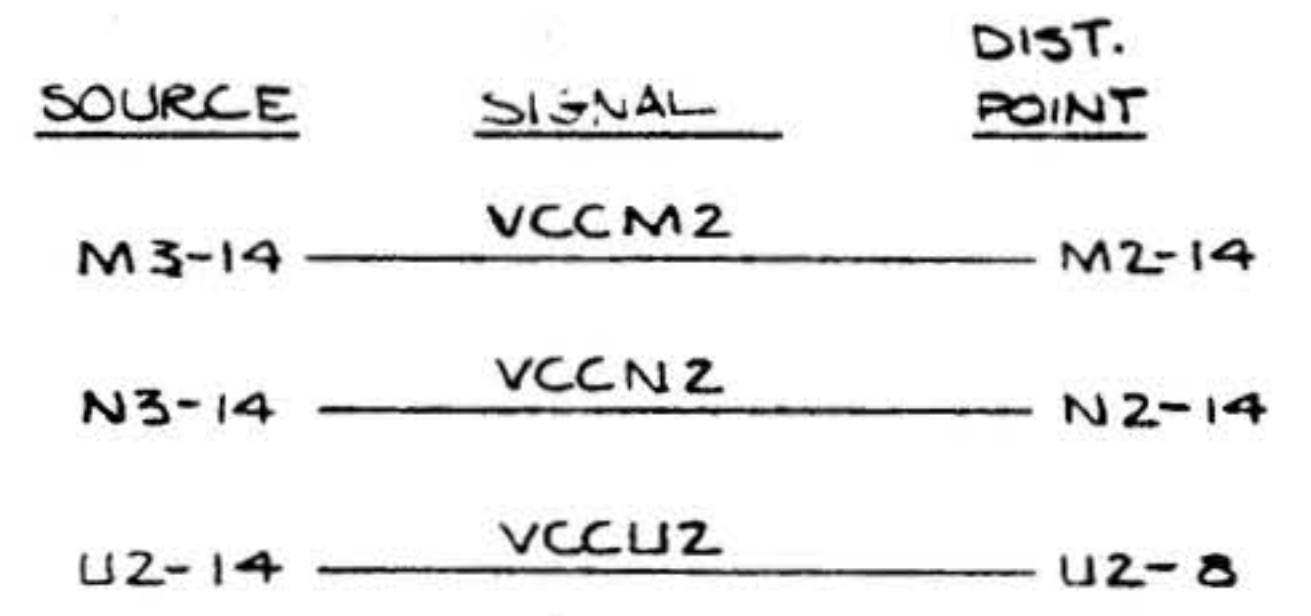 DIST.
SOURCE SIGNAL POINT
VCCM2
M3-14 M2-14
VCCN2
N3-14 N2-14
VCCU2
U2-14 U2-8